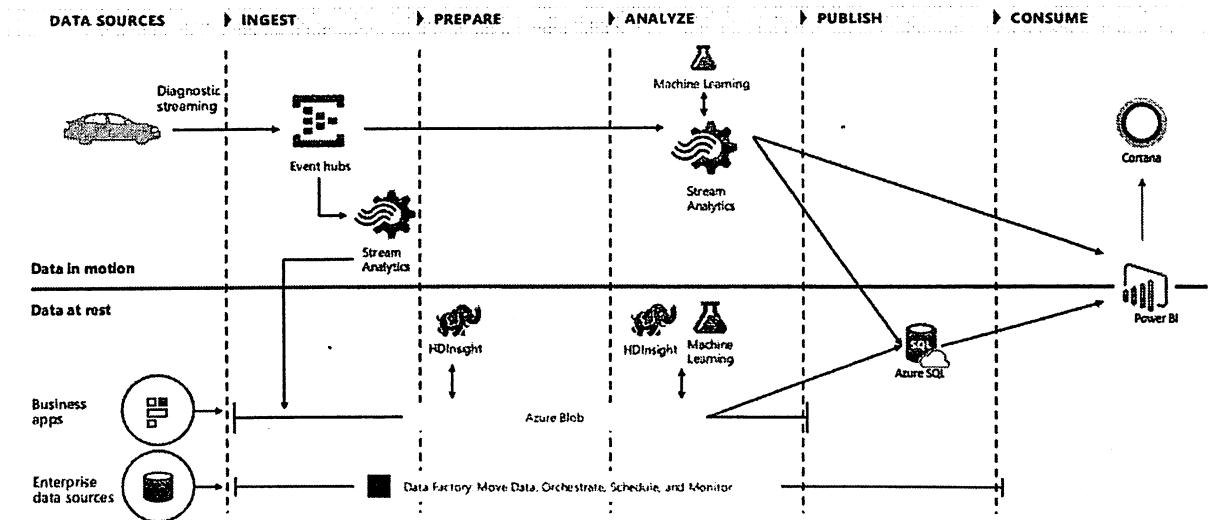 DATA SOURCES
INGEST
PREPARE
ANALYZE
PUBLISH
CONSUME
Diagnostic
streaming
Event hubs
Stream
Analytics
Machine Learning
Stream
Analytics
Cortana
Data in motion
Data at rest
HDInsight
HDInsight
Machine
Learning
SQL
Azure SQL
Power BI
Business
apps
Azure Blob
Enterprise
data sources
Data Factory: Move Data, Orchestrate, Schedule, and Monitor